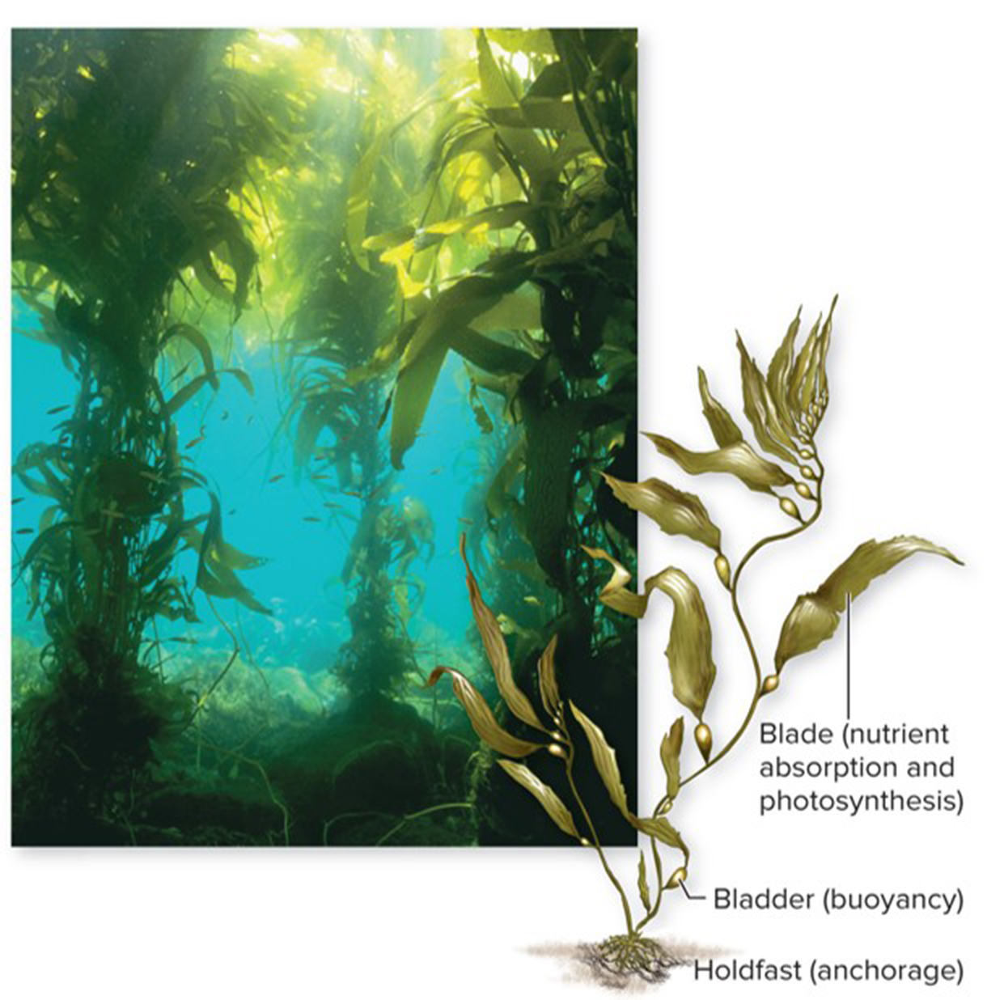 Blade (nutrient
absorption and
photosynthesis)
Bladder (buoyancy)
Holdfast (anchorage)